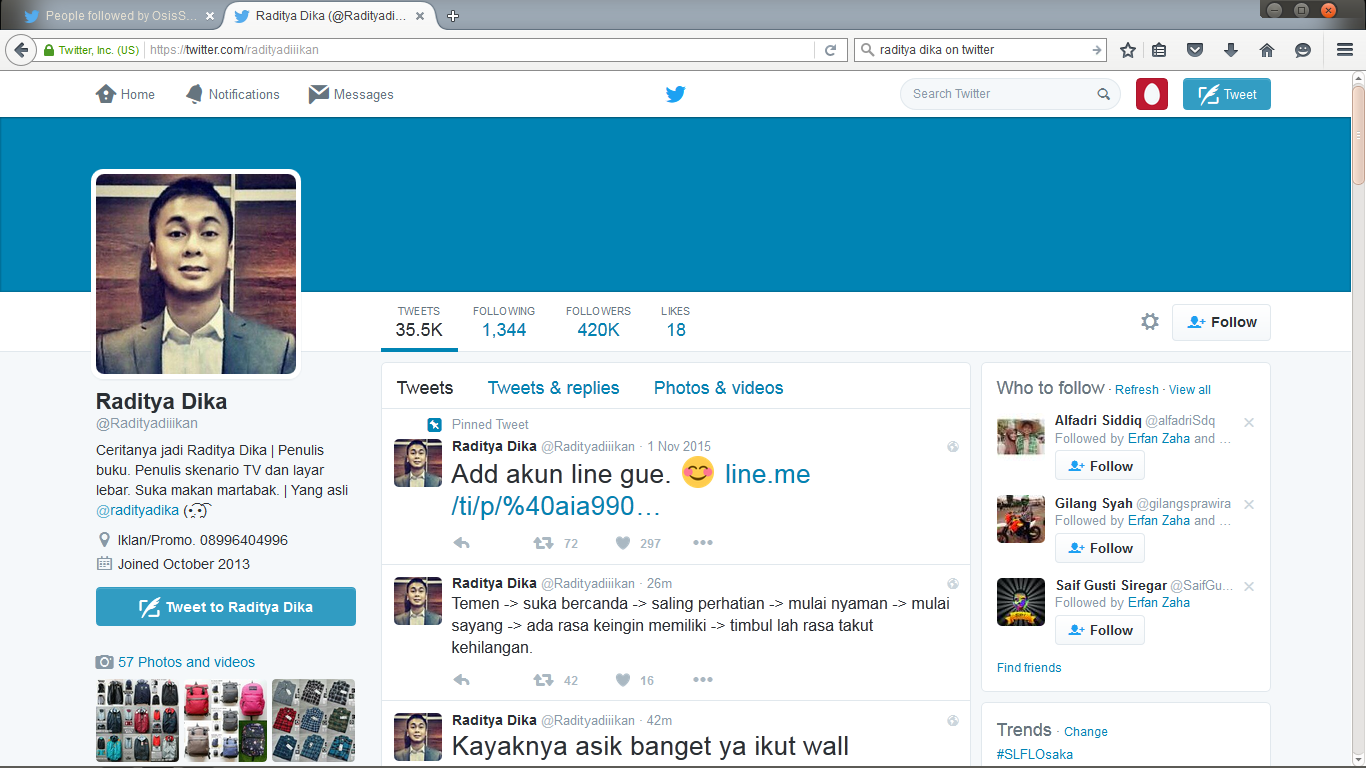 People followed by OsisS...
Raditya Dika (@Radityadi...
Twitter, Inc. (US)
https://twitter.com/radityadiiikan
raditya dika on twitter
Home
Notifications
Messages
Search Twitter
Tweet
TWEETS
35.5K
FOLLOWING
1,344
FOLLOWERS
420K
LIKES
18
Follow
Raditya Dika
@Radityadiiikan
Ceritanya jadi Raditya Dika | Penulis
buku. Penulis skenario TV dan layar
lebar. Suka makan martabak. | Yang asli
@radityadika
Iklan/Promo. 08996404996
Joined October 2013
Tweet to Raditya Dika
57 Photos and videos
Tweets
Tweets & replies
Photos & videos
Pinned Tweet
Raditya Dika @Radityadiiikan · 1 Nov 2015
Add akun line gue. 😊 line.me
/ti/p/%40aia990…
72
297
Raditya Dika @Radityadiiikan · 26m
Temen -> suka bercanda -> saling perhatian -> mulai nyaman -> mulai
sayang -> ada rasa keingin memiliki -> timbul lah rasa takut
kehilangan.
42
16
Raditya Dika @Radityadiiikan · 42m
Kayaknya asik banget ya ikut wall
Who to follow · Refresh · View all
Alfadri Siddiq @alfadriSdq
Followed by Erfan Zaha and ...
Follow
Gilang Syah @gilangsprawira
Followed by Erfan Zaha and ...
Follow
Saif Gusti Siregar @SaifGu...
Followed by Erfan Zaha
Follow
Find friends
Trends · Change
#SLFLOsaka